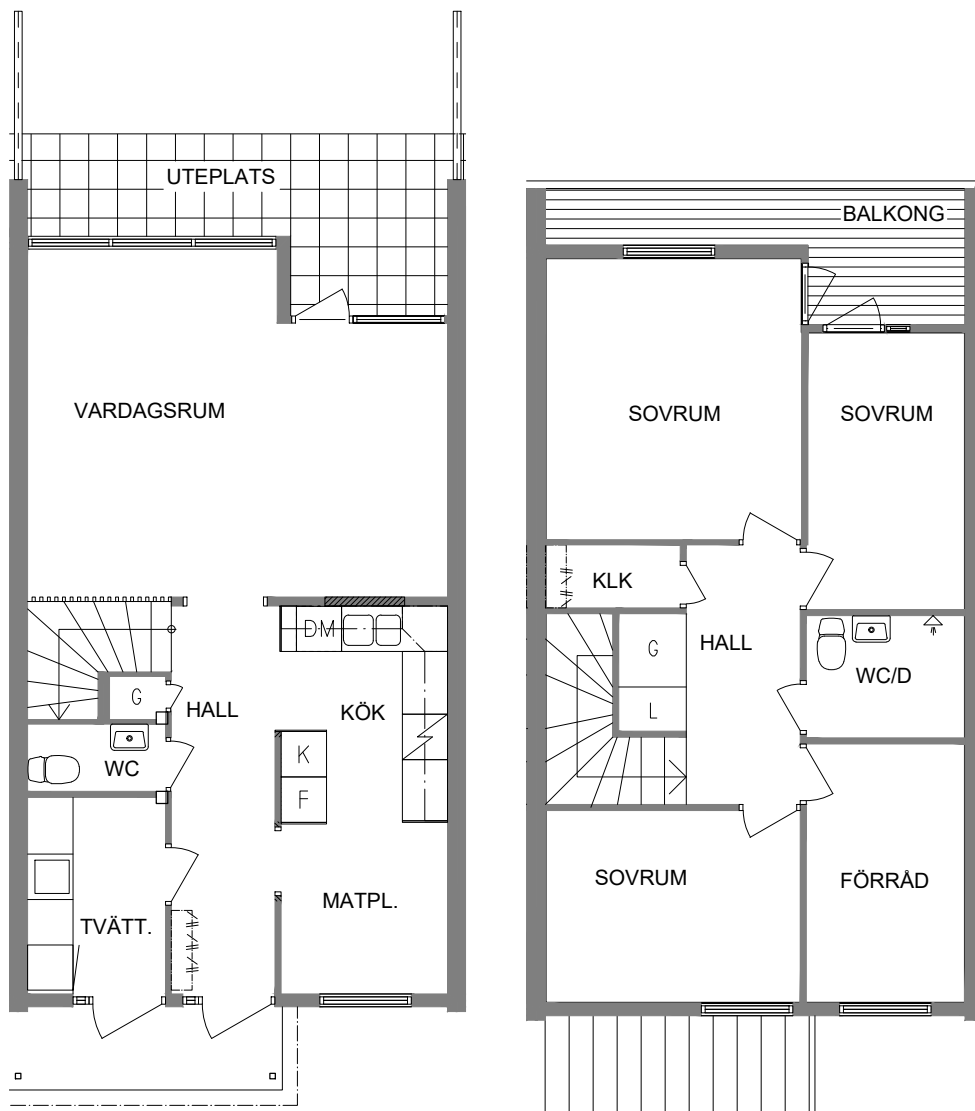 UTEPLATS
VARDAGSRUM
DM
G
HALL
KÖK
WC
K
F
TVÄTT.
MATPL.
BALKONG
SOVRUM
SOVRUM
KLK
G
HALL
L
WC/D
SOVRUM
FÖRRÅD